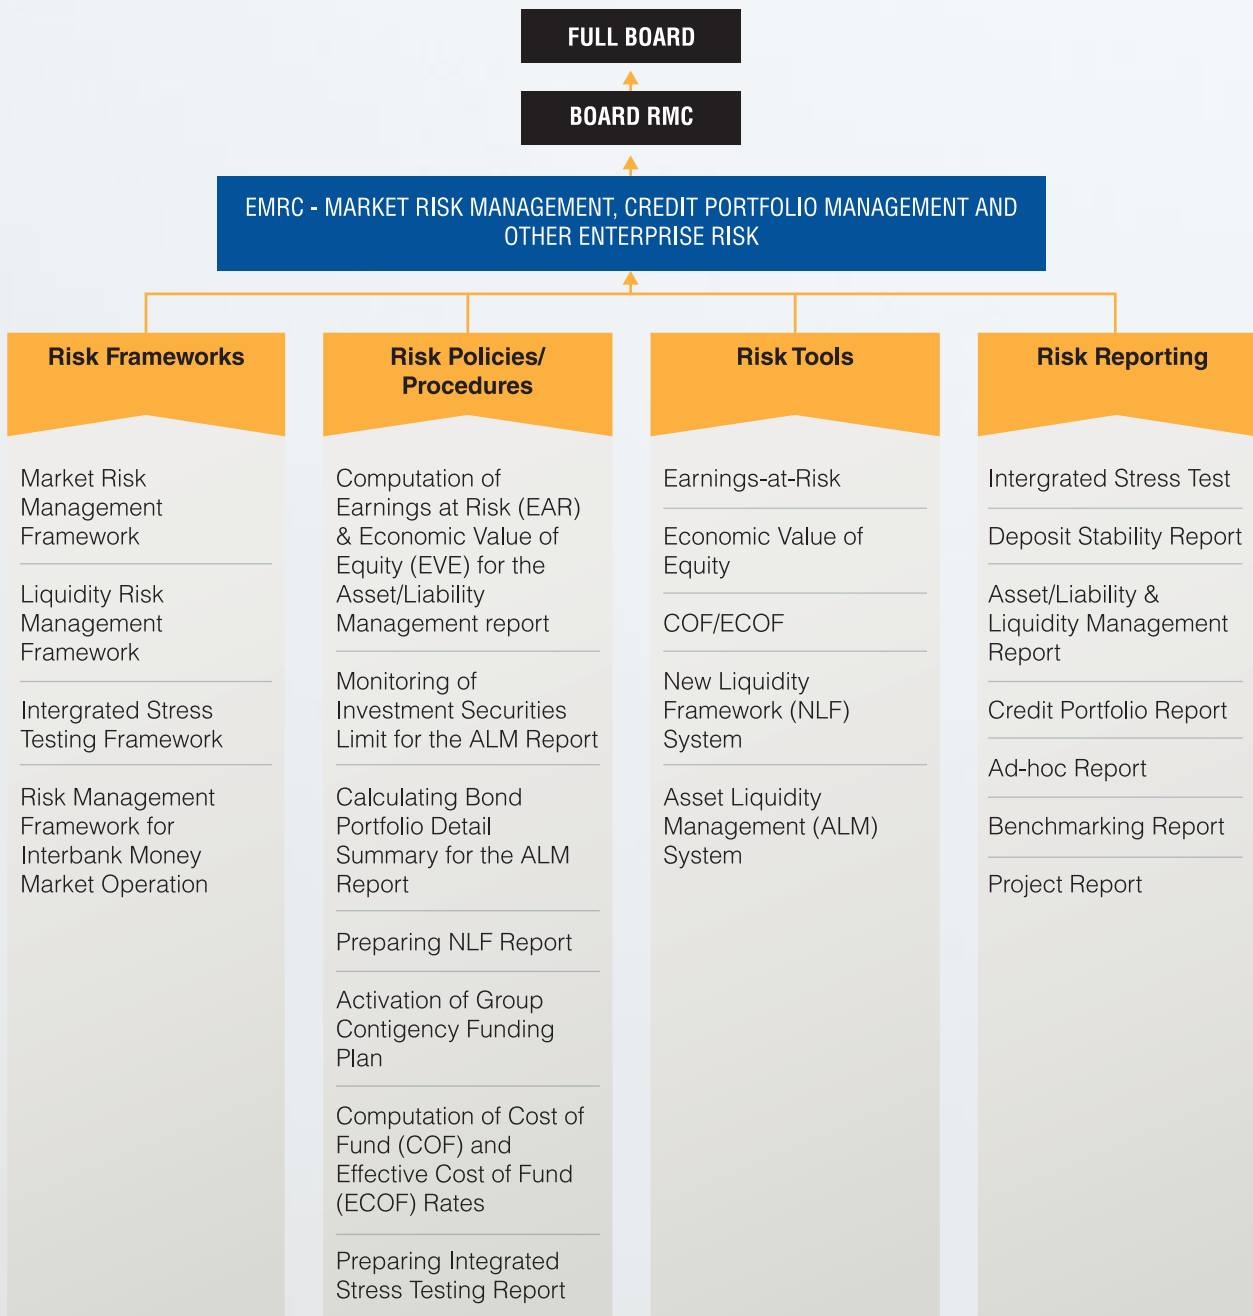 FULL BOARD
BOARD RMC
EMRC - MARKET RISK MANAGEMENT, CREDIT PORTFOLIO MANAGEMENT AND
OTHER ENTERPRISE RISK
Risk Frameworks
Market Risk
Management
Framework
Liquidity Risk
Management
Framework
Intergrated Stress
Testing Framework
Risk Management
Framework for
Interbank Money
Market Operation
Risk Policies/
Procedures
Computation of
Earnings at Risk (EAR)
& Economic Value of
Equity (EVE) for the
Asset/Liability
Management report
Monitoring of
Investment Securities
Limit for the ALM Report
Calculating Bond
Portfolio Detail
Summary for the ALM
Report
Preparing NLF Report
Activation of Group
Contigency Funding
Plan
Computation of Cost of
Fund (COF) and
Effective Cost of Fund
(ECOF) Rates
Preparing Integrated
Stress Testing Report
Risk Tools
Earnings-at-Risk
Economic Value of
Equity
COF/ECOF
New Liquidity
Framework (NLF)
System
Asset Liquidity
Management (ALM)
System
Risk Reporting
Intergrated Stress Test
Deposit Stability Report
Asset/Liability &
Liquidity Management
Report
Credit Portfolio Report
Ad-hoc Report
Benchmarking Report
Project Report